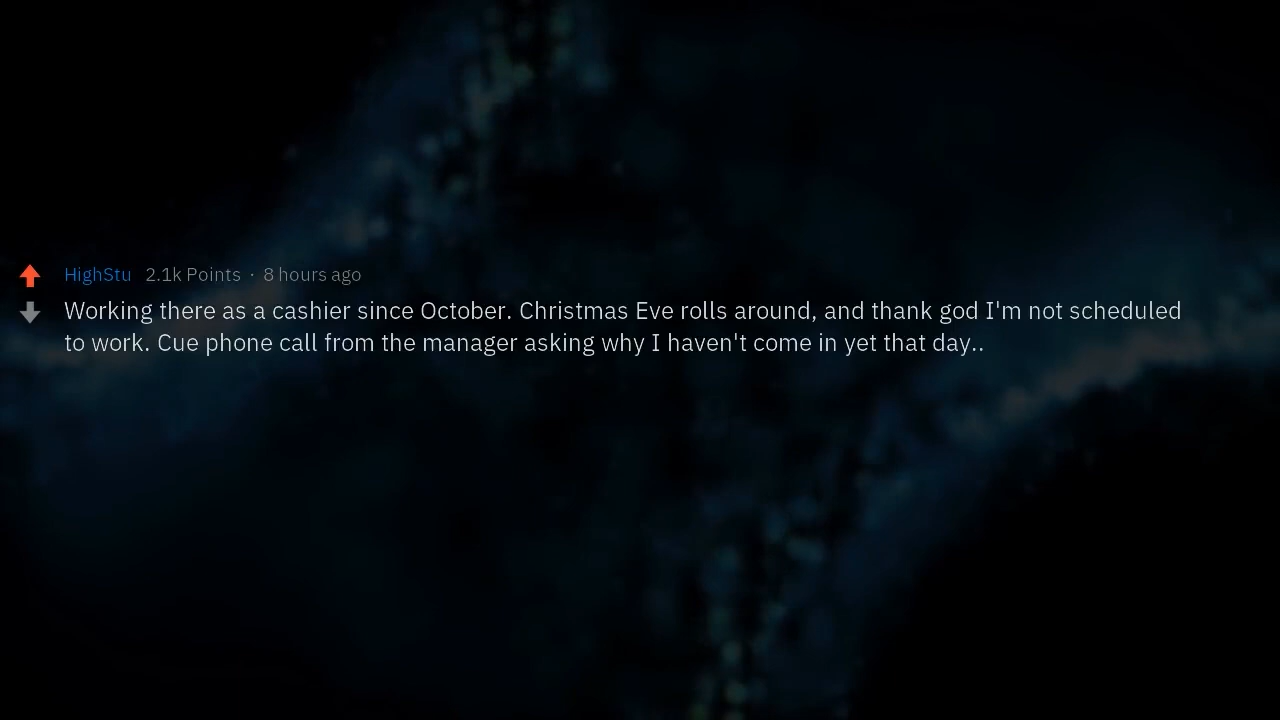 HighStu 2.1k Points · 8 hours ago
Working there as a cashier since October. Christmas Eve rolls around, and thank god I'm not scheduled
to work. Cue phone call from the manager asking why I haven't come in yet that day..